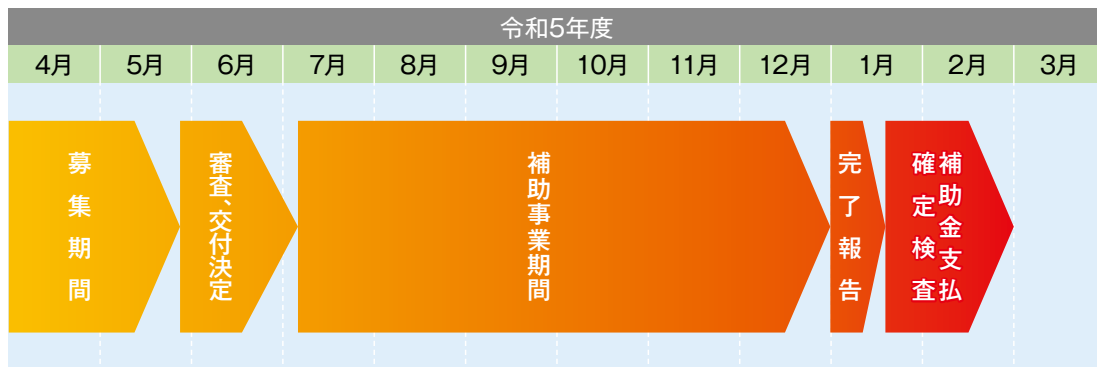 令和5年度
4月 5月 6月 7月 8月 9月 10月 11月 12月 1月 2月 3月
募集期間
審査、交付決定
補助事業期間
完了報告
補助金支払
確定検査